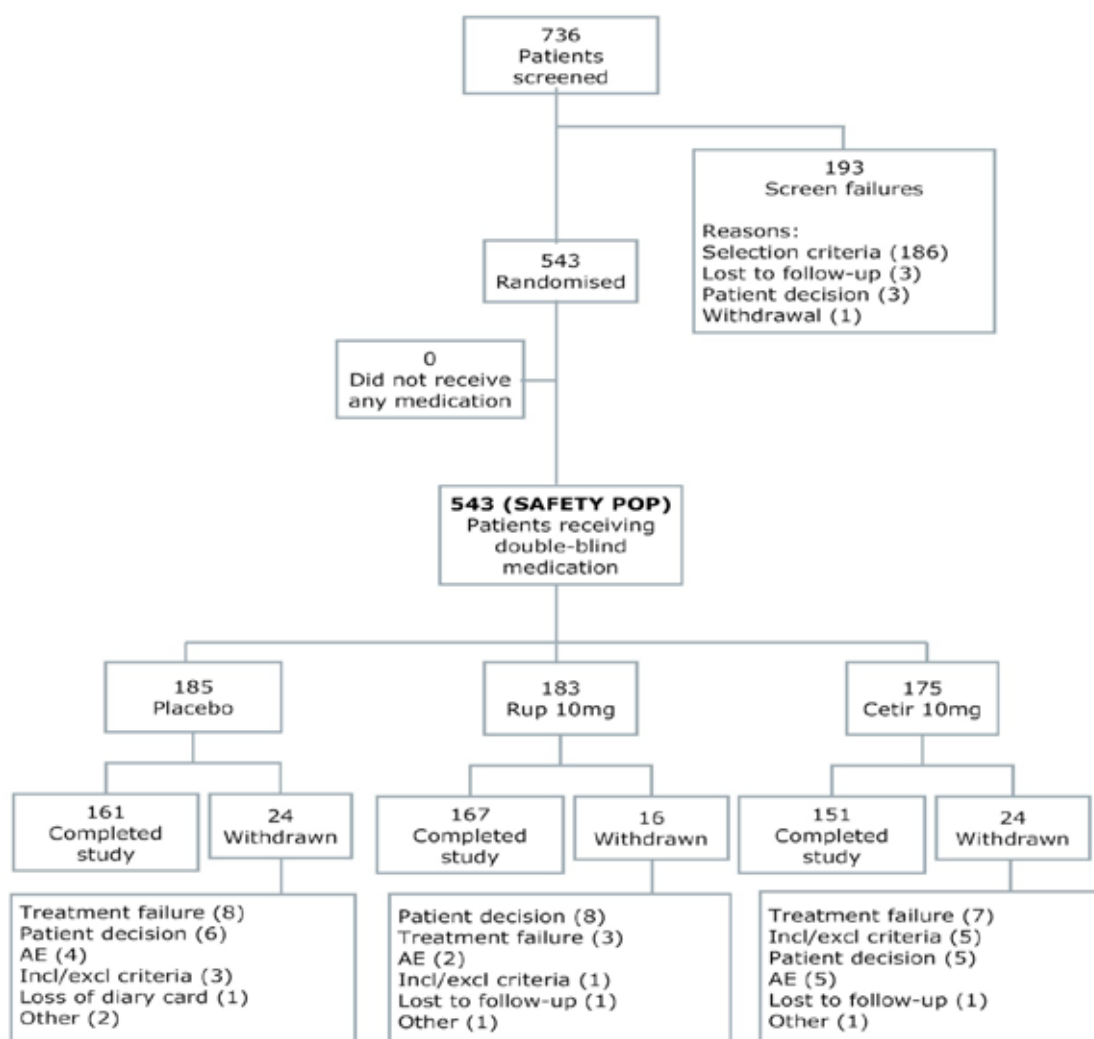 736
Patients
screened
193
Screen failures
Reasons:
Selection criteria (186)
Lost to follow-up (3)
Patient decision (3)
Withdrawal (1)
543
Randomised
0
Did not receive
any medication
543 (SAFETY POP)
Patients receiving
double-blind
medication
185
Placebo
183
Rup 10mg
175
Cetir 10mg
161
Completed
study
24
Withdrawn
167
Completed
study
16
Withdrawn
151
Completed
study
24
Withdrawn
Treatment failure (8)
Patient decision (6)
AE (4)
Incl/excl criteria (3)
Loss of diary card (1)
Other (2)
Patient decision (8)
Treatment failure (3)
AE (2)
Incl/excl criteria (1)
Lost to follow-up (1)
Other (1)
Treatment failure (7)
Incl/excl criteria (5)
Patient decision (5)
AE (5)
Lost to follow-up (1)
Other (1)